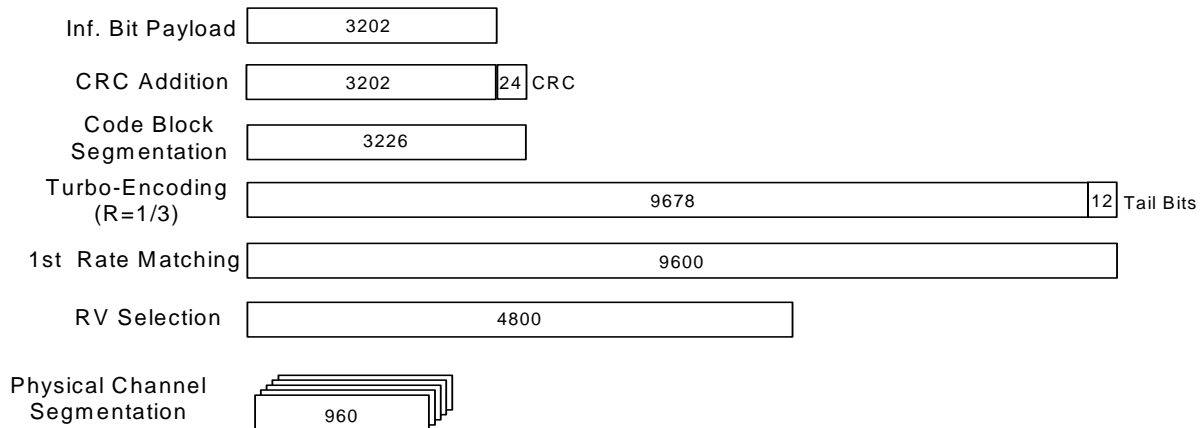 Inf. Bit Payload 3202
CRC Addition 3202 24 CRC
Code Block
Segmentation 3226
Turbo-Encoding
(R=1/3) 9678 12 Tail Bits
1st Rate Matching 9600
RV Selection 4800
Physical Channel
Segmentation 960